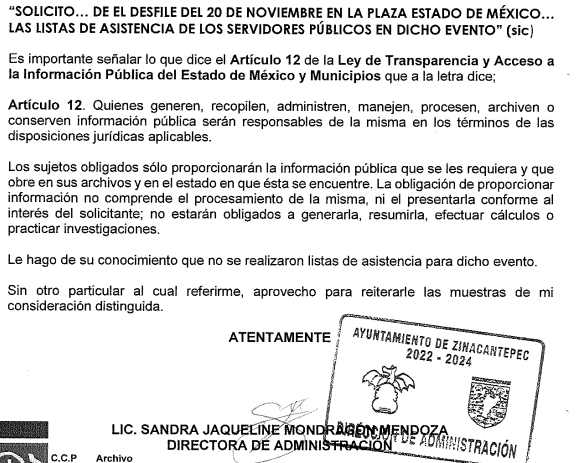 “SOLICITO… DE EL DESFILE DEL 20 DE NOVIEMBRE EN LA PLAZA ESTADO DE MÉXICO…
LAS LISTAS DE ASISTENCIA DE LOS SERVIDORES PÚBLICOS EN DICHO EVENTO” (sic)
Es importante señalar lo que dice el Artículo 12 de la Ley de Transparencia y Acceso a
la Información Pública del Estado de México y Municipios que a la letra dice;
Artículo 12. Quienes generen, recopilen, administren, manejen, procesen, archiven o
conserven información pública serán responsables de la misma en los términos de las
disposiciones jurídicas aplicables.
Los sujetos obligados sólo proporcionarán la información pública que se les requiera y que
obre en sus archivos y en el estado en que ésta se encuentre. La obligación de proporcionar
información no comprende el procesamiento de la misma, ni el presentarla conforme al
interés del solicitante; no estarán obligados a generarla, resumirla, efectuar cálculos o
practicar investigaciones.
Le hago de su conocimiento que no se realizaron listas de asistencia para dicho evento.
Sin otro particular al cual referirme, aprovecho para reiterarle las muestras de mi
consideración distinguida.
ATENTAMENTE
AYUNTAMIENTO DE ZINACANTEPEC
2022 - 2024
LIC. SANDRA JAQUELINE MONDRAGÓN MENDOZA
DIRECTORA DE ADMINISTRACIÓN
DIRECCIÓN DE ADMINISTRACIÓN
C.C.P Archivo